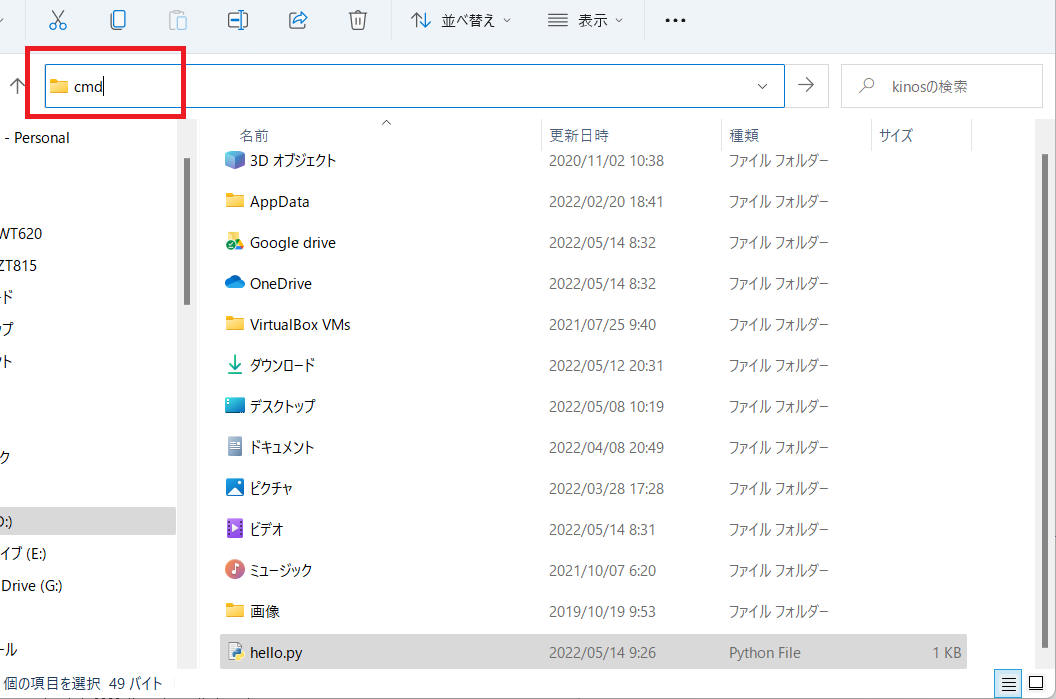 並べ替え 表示
cmd kinosの検索
- Personal
WT620
ZT815
ード
ップ
ント
ク
D:)
イブ (E:)
Drive (G:)
ール
名前 更新日時 種類 サイズ
3D オブジェクト 2020/11/02 10:38 ファイル フォルダー
AppData 2022/02/20 18:41 ファイル フォルダー
Google drive 2022/05/14 8:32 ファイル フォルダー
OneDrive 2022/05/14 8:32 ファイル フォルダー
VirtualBox VMs 2021/07/25 9:40 ファイル フォルダー
ダウンロード 2022/05/12 20:31 ファイル フォルダー
デスクトップ 2022/05/08 10:19 ファイル フォルダー
ドキュメント 2022/04/08 20:49 ファイル フォルダー
ピクチャ 2022/03/28 17:28 ファイル フォルダー
ビデオ 2022/05/14 8:31 ファイル フォルダー
ミュージック 2021/10/07 6:20 ファイル フォルダー
画像 2019/10/19 9:53 ファイル フォルダー
hello.py 2022/05/14 9:26 Python File 1 KB
個の項目を選択 49 バイト